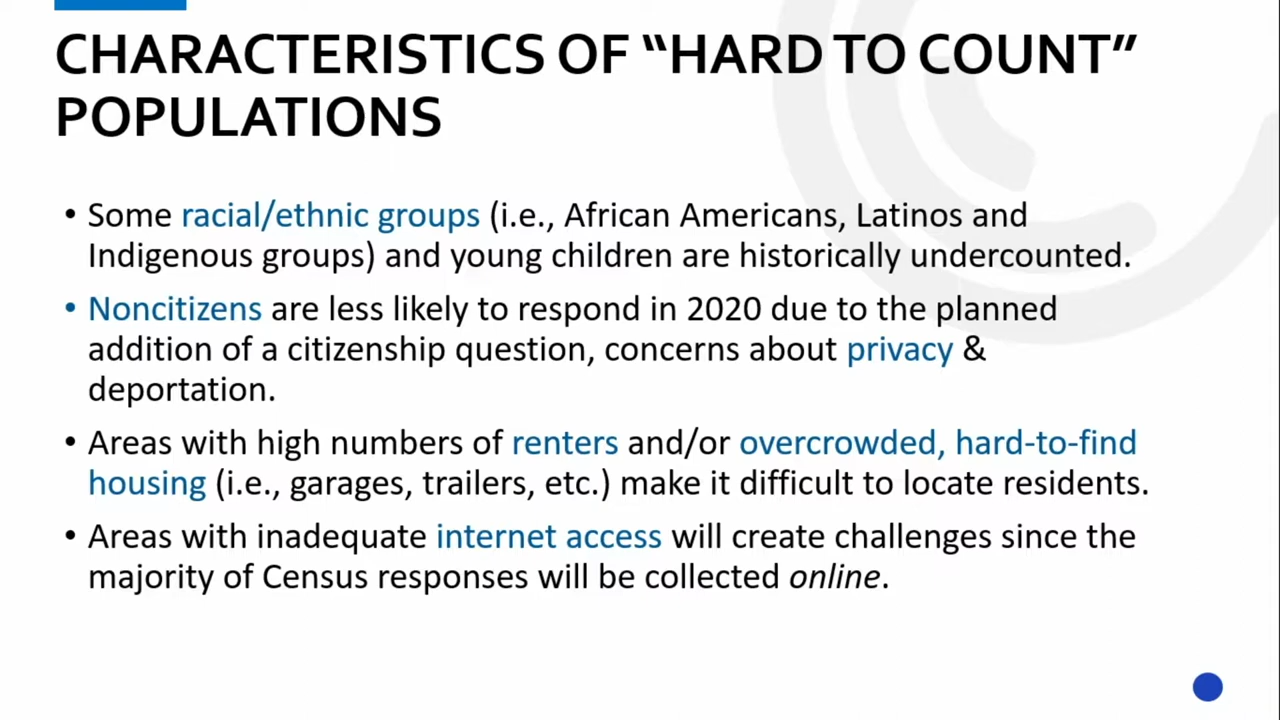 CHARACTERISTICS OF “HARD TO COUNT”
POPULATIONS
• Some racial/ethnic groups (i.e., African Americans, Latinos and
Indigenous groups) and young children are historically undercounted.
• Noncitizens are less likely to respond in 2020 due to the planned
addition of a citizenship question, concerns about privacy &
deportation.
• Areas with high numbers of renters and/or overcrowded, hard-to-find
housing (i.e., garages, trailers, etc.) make it difficult to locate residents.
• Areas with inadequate internet access will create challenges since the
majority of Census responses will be collected online.